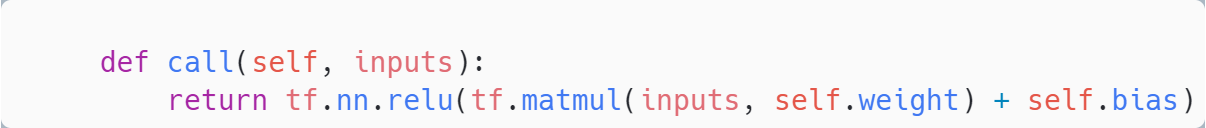 def call(self, inputs):
    return tf.nn.relu(tf.matmul(inputs, self.weight) + self.bias)